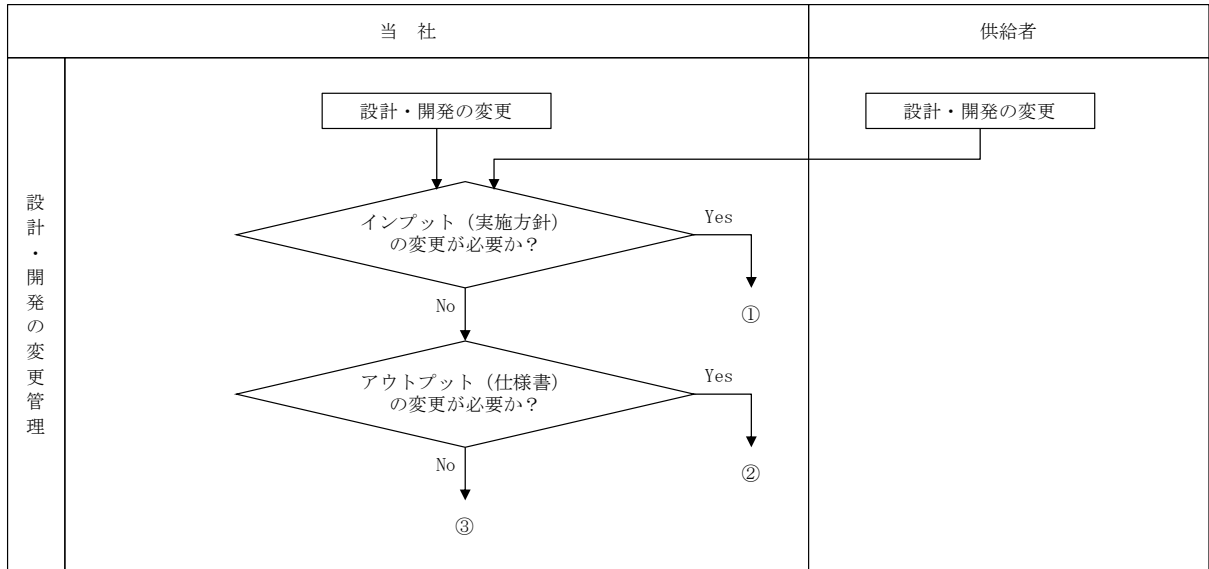 当　社
供給者
設計・開発の変更管理
設計・開発の変更
設計・開発の変更
インプット（実施方針）
の変更が必要か？
Yes
①
No
アウトプット（仕様書）
の変更が必要か？
Yes
②
No
③